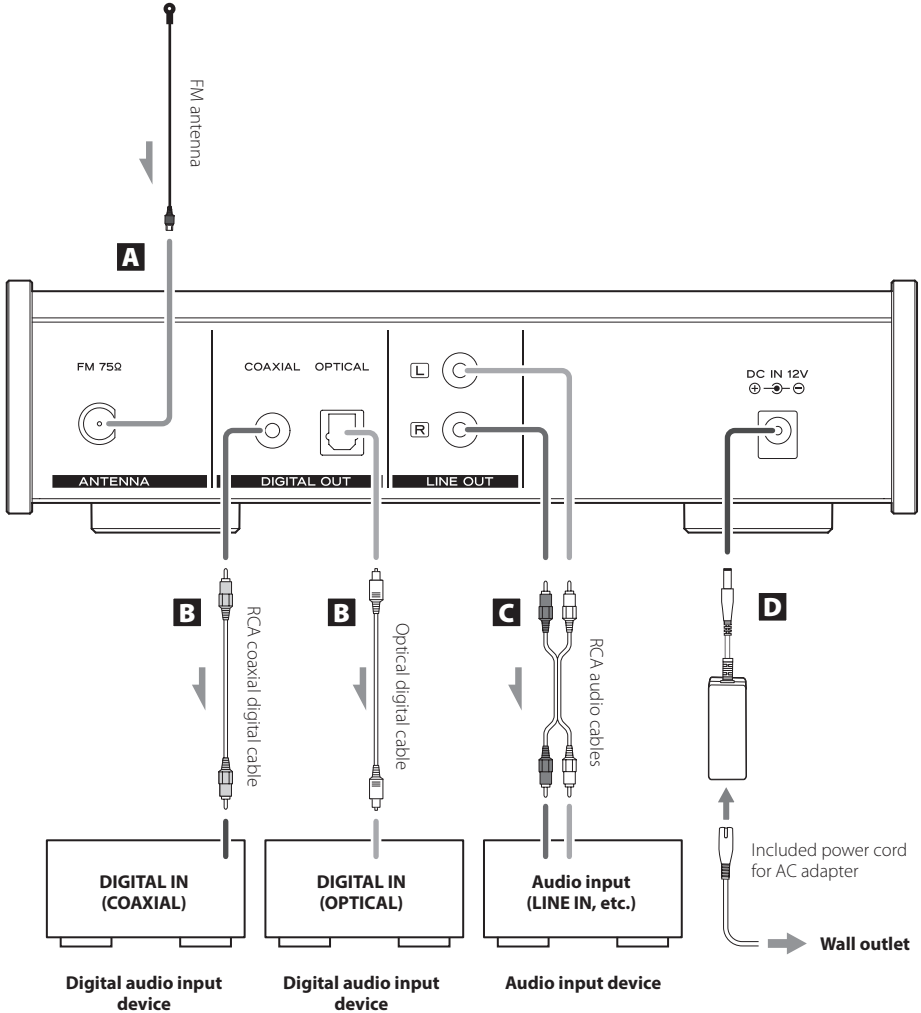 FM antenna
A
FM 75Ω
COAXIAL OPTICAL
L
R
DC IN 12V
⊕ ⊖
ANTENNA
DIGITAL OUT
LINE OUT
B
RCA coaxial digital cable
B
Optical digital cable
C
RCA audio cables
D
DIGITAL IN
(COAXIAL)
DIGITAL IN
(OPTICAL)
Audio input
(LINE IN, etc.)
Included power cord
for AC adapter
Wall outlet
Digital audio input
device
Digital audio input
device
Audio input device